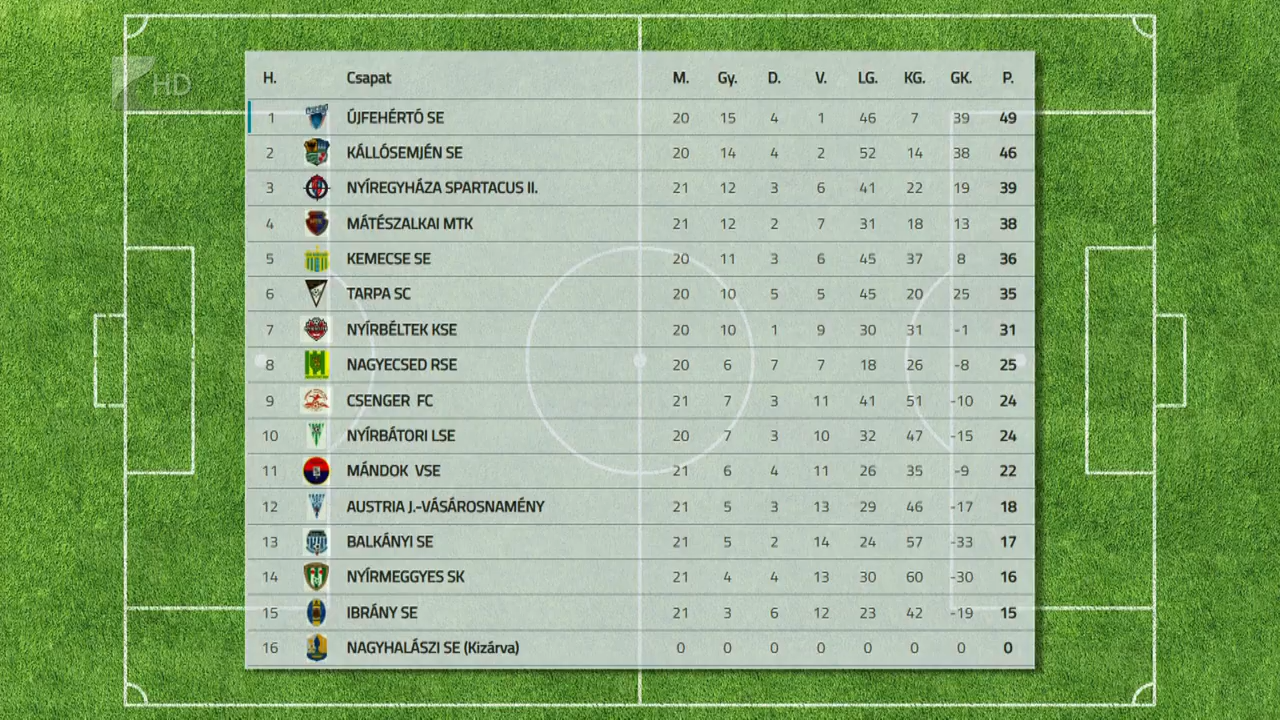 HD
H. Csapat M. Gy. D. V. LG. KG. GK. P.
1 ÚJFEHÉRTÓ SE 20 15 4 1 46 7 39 49
2 KÁLLÓSEMJÉN SE 20 14 4 2 52 14 38 46
3 NYÍREGYHÁZA SPARTACUS II. 21 12 3 6 41 22 19 39
4 MÁTÉSZALKAI MTK 21 12 2 7 31 18 13 38
5 KEMECSE SE 20 11 3 6 45 37 8 36
6 TARPA SC 20 10 5 5 45 20 25 35
7 NYÍRBÉLTEK KSE 20 10 1 9 30 31 -1 31
8 NAGYECSED RSE 20 6 7 7 18 26 -8 25
9 CSENGER FC 21 7 3 11 41 51 -10 24
10 NYÍRBÁTORI LSE 20 7 3 10 32 47 -15 24
11 MÁNDOK VSE 21 6 4 11 26 35 -9 22
12 AUSTRIA J.-VÁSÁROSNAMÉNY 21 5 3 13 29 46 -17 18
13 BALKÁNYI SE 21 5 2 14 24 57 -33 17
14 NYÍRMEGGYES SK 21 4 4 13 30 60 -30 16
15 IBRÁNY SE 21 3 6 12 23 42 -19 15
16 NAGYHALÁSZI SE (Kizárva) 0 0 0 0 0 0 0 0